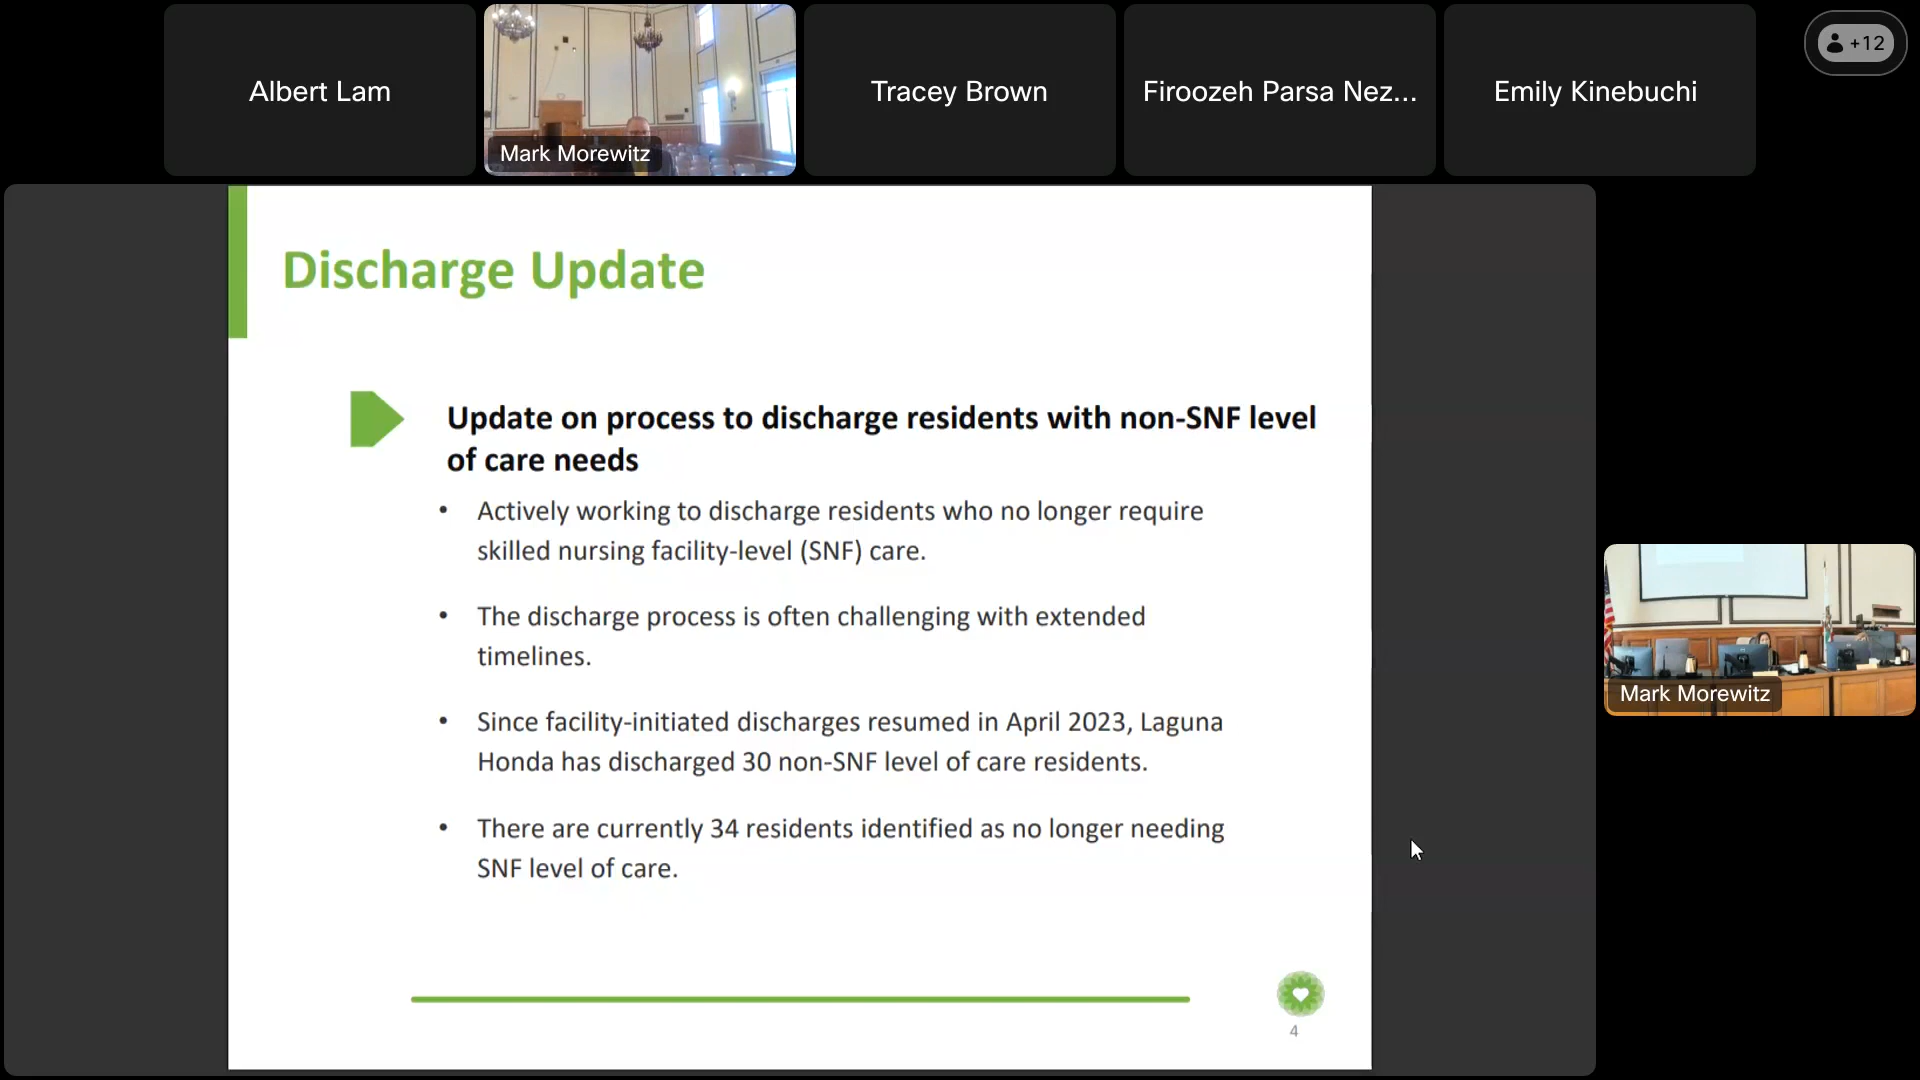 Albert Lam
Mark Morewitz
Tracey Brown
Firoozeh Parsa Nez...
Emily Kinebuchi
+12
Discharge Update
Update on process to discharge residents with non-SNF level
of care needs
• Actively working to discharge residents who no longer require
skilled nursing facility-level (SNF) care.
• The discharge process is often challenging with extended
timelines.
• Since facility-initiated discharges resumed in April 2023, Laguna
Honda has discharged 30 non-SNF level of care residents.
• There are currently 34 residents identified as no longer needing
SNF level of care.
4
Mark Morewitz